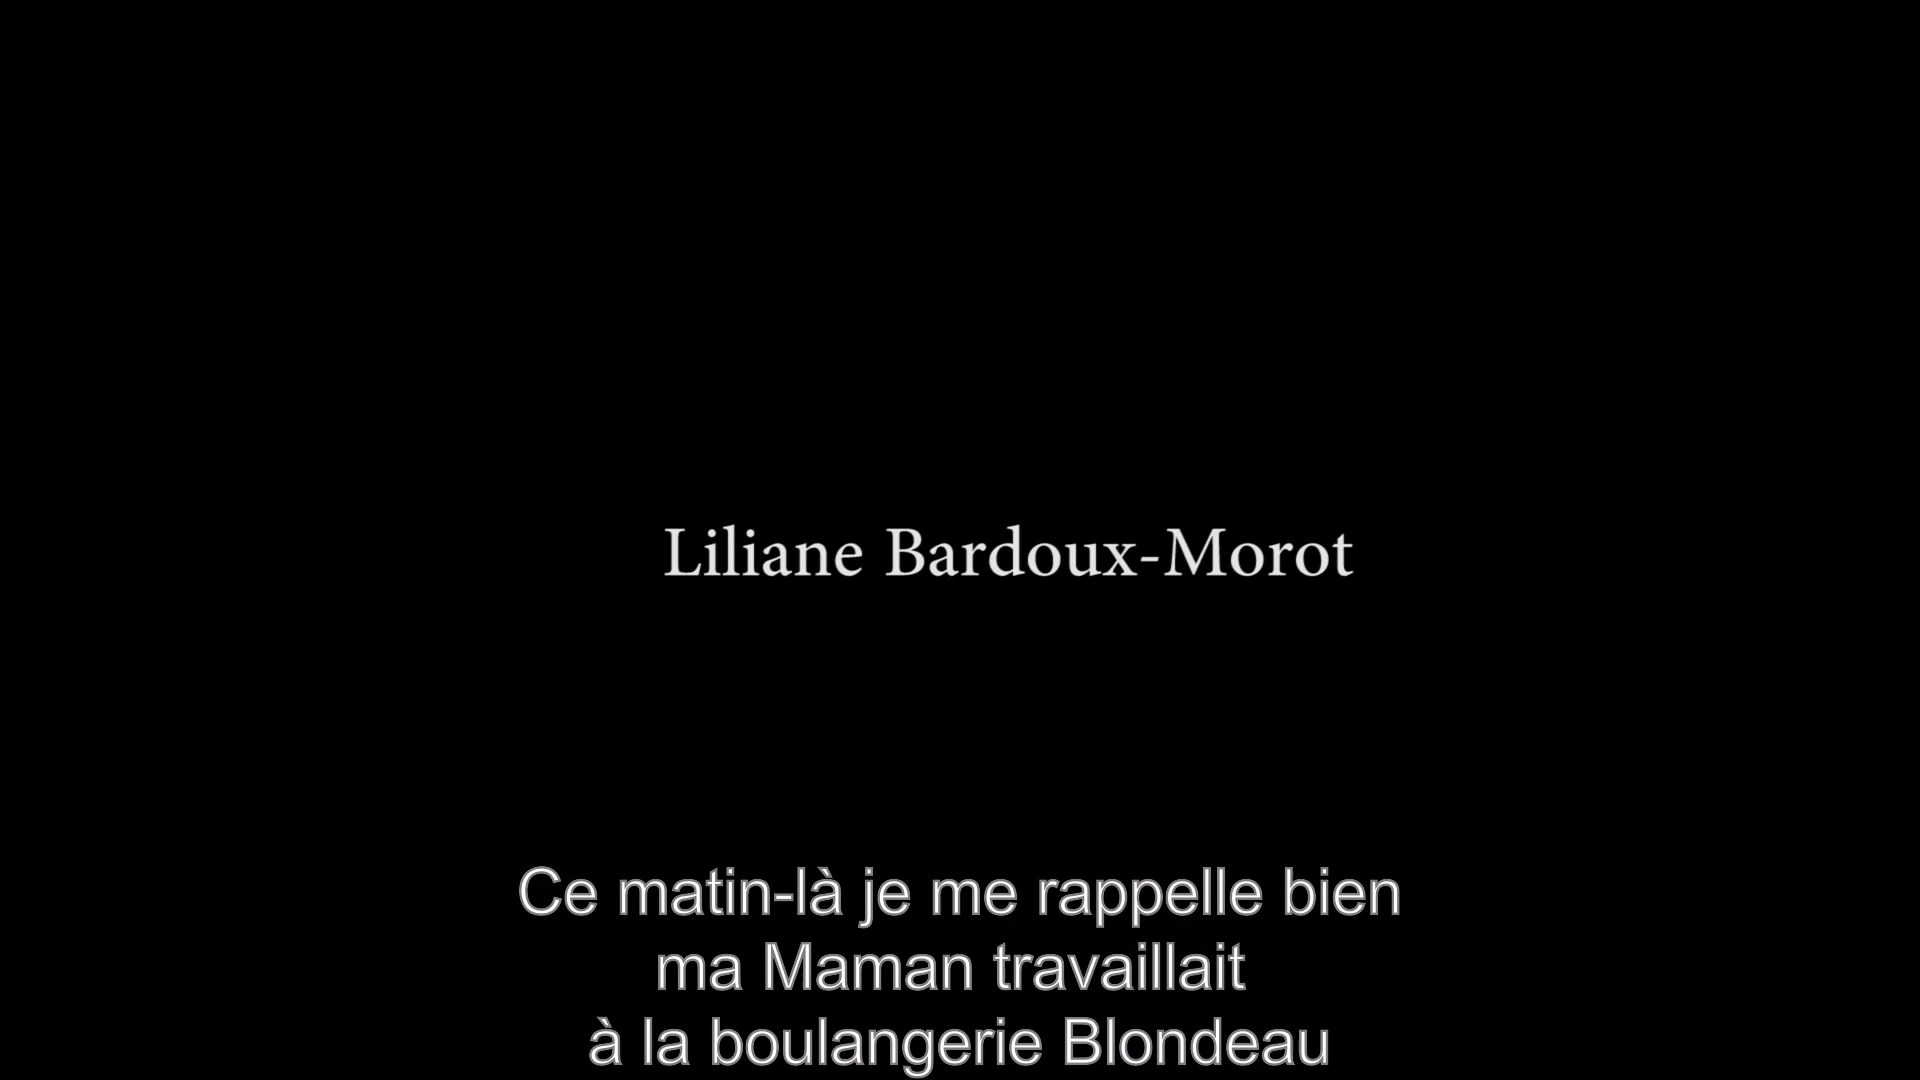 Liliane Bardoux-Morot
Ce matin-là je me rappelle bien
ma Maman travaillait
à la boulangerie Blondeau